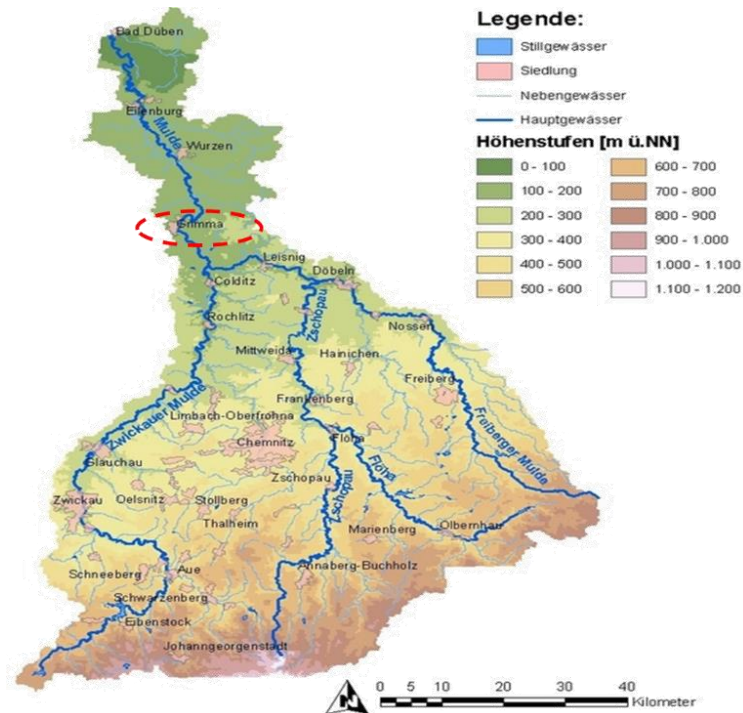 Legende:
Stillgewässer
Siedlung
Nebengewässer
Hauptgewässer
Höhenstufen [m ü.NN]
0 - 100
100 - 200
200 - 300
300 - 400
400 - 500
500 - 600
600 - 700
700 - 800
800 - 900
900 - 1.000
1.000 - 1.100
1.100 - 1.200
Bad Düben
Eilenburg
Mulde
Wurzen
Grimma
Leisnig
Döbeln
Colditz
Zschopau
Rochlitz
Nossen
Mittweida
Hainichen
Freiberg
Frankenberg
Zwickauer Mulde
Limbach-Oberfrohna
Freiberger Mulde
Chemnitz
Flöha
Flöha
Glauchau
Zschopau
Zschopau
Zwickau
Oelsnitz
Stollberg
Thalheim
Marienberg
Olbernhau
Schneeberg
Aue
Annaberg-Buchholz
Schwarzenberg
Eibenstock
Johanngeorgenstadt
N
0 5 10 20 30 40
Kilometer